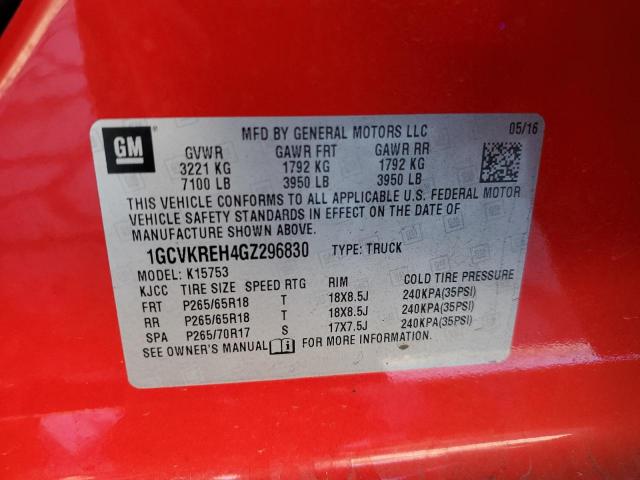 GM
MFD BY GENERAL MOTORS LLC 05/16
GVWR GAWR FRT GAWR RR
3221 KG 1792 KG 1792 KG
7100 LB 3950 LB 3950 LB
THIS VEHICLE CONFORMS TO ALL APPLICABLE U.S. FEDERAL MOTOR
VEHICLE SAFETY STANDARDS IN EFFECT ON THE DATE OF
MANUFACTURE SHOWN ABOVE.
1GCVKREH4GZ296830 TYPE: TRUCK
MODEL: K15753
KJCC TIRE SIZE SPEED RTG RIM COLD TIRE PRESSURE
FRT P265/65R18 T 18X8.5J 240KPA(35PSI)
RR P265/65R18 T 18X8.5J 240KPA(35PSI)
SPA P265/70R17 S 17X7.5J 240KPA(35PSI)
SEE OWNER'S MANUAL FOR MORE INFORMATION.